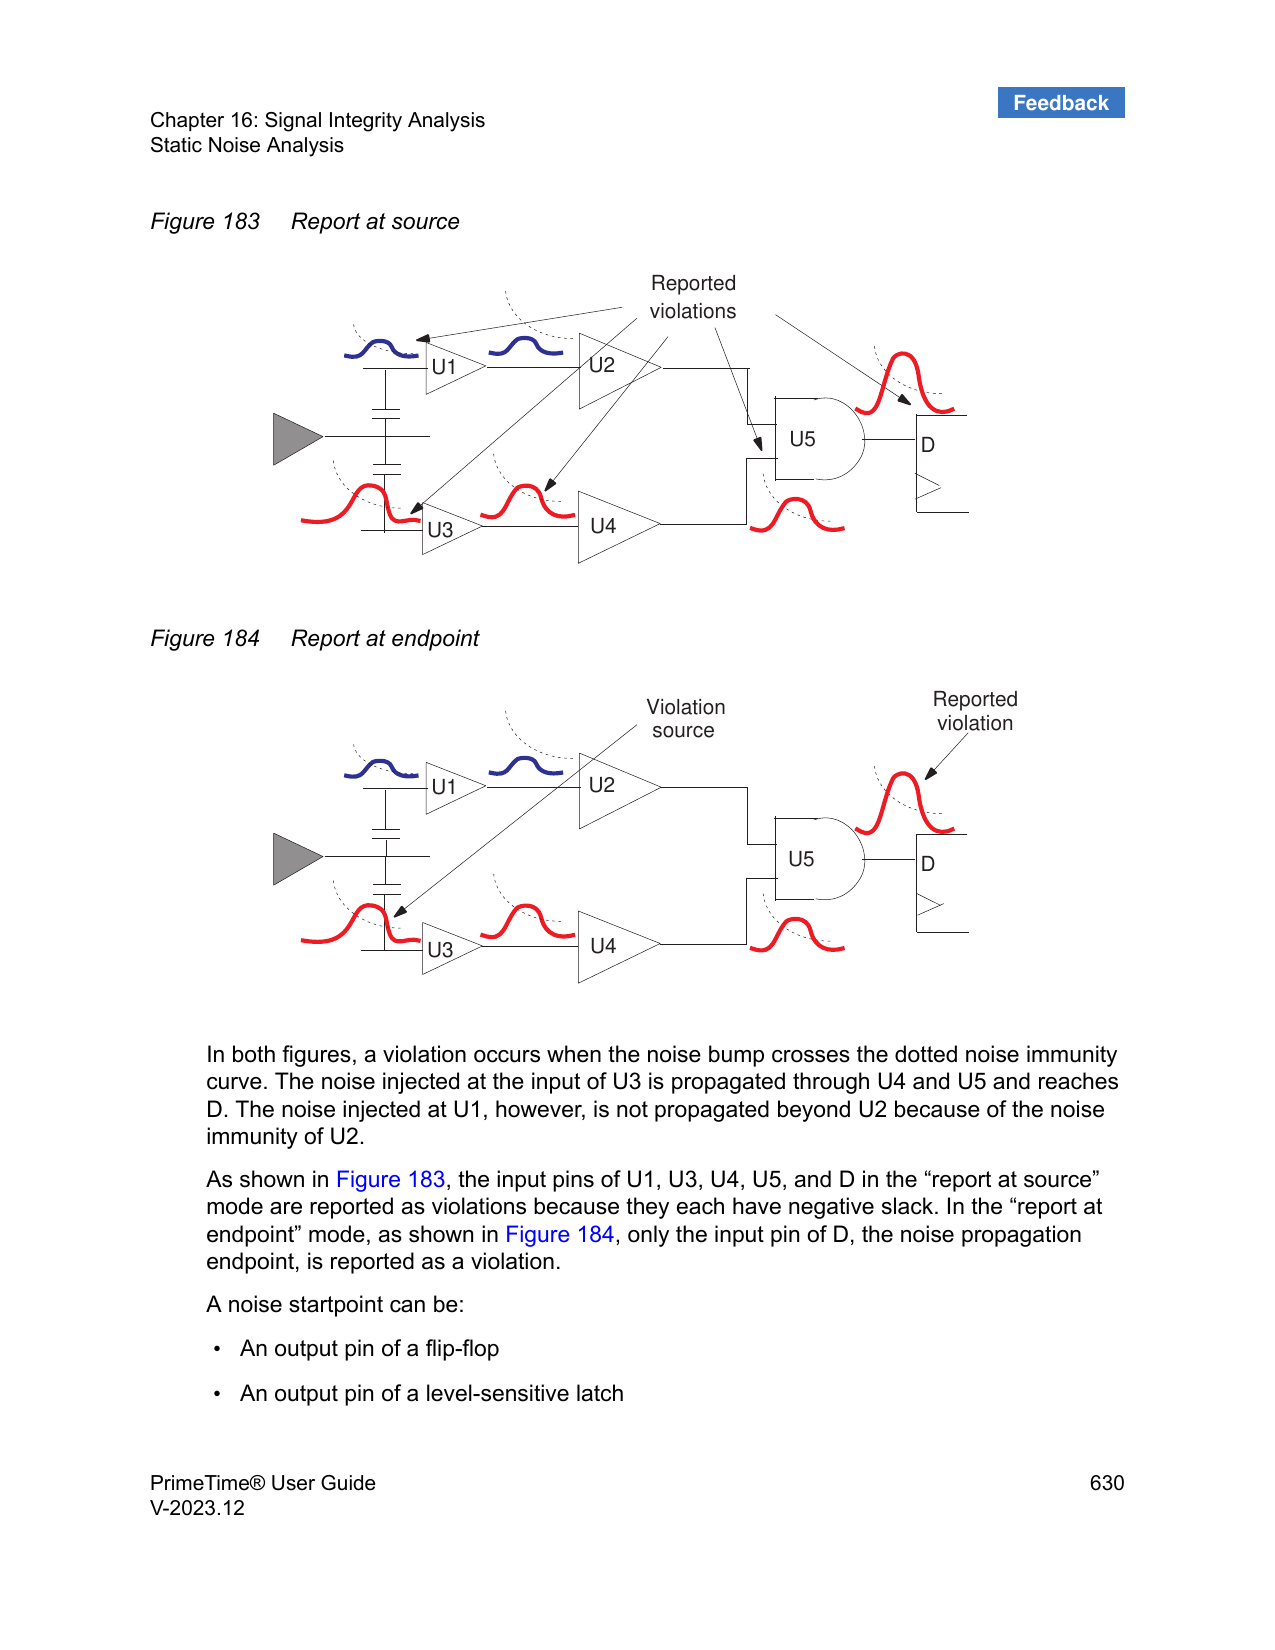 Feedback
Chapter 16: Signal Integrity Analysis
Static Noise Analysis
Figure 183 Report at source
Reported
violations
U1
U2
U5
D
U3
U4
Figure 184 Report at endpoint
Violation
source
Reported
violation
U1
U2
U5
D
U3
U4
In both figures, a violation occurs when the noise bump crosses the dotted noise immunity
curve. The noise injected at the input of U3 is propagated through U4 and U5 and reaches
D. The noise injected at U1, however, is not propagated beyond U2 because of the noise
immunity of U2.
As shown in Figure 183, the input pins of U1, U3, U4, U5, and D in the “report at source”
mode are reported as violations because they each have negative slack. In the “report at
endpoint” mode, as shown in Figure 184, only the input pin of D, the noise propagation
endpoint, is reported as a violation.
A noise startpoint can be:
• An output pin of a flip-flop
• An output pin of a level-sensitive latch
PrimeTime® User Guide
630
V-2023.12